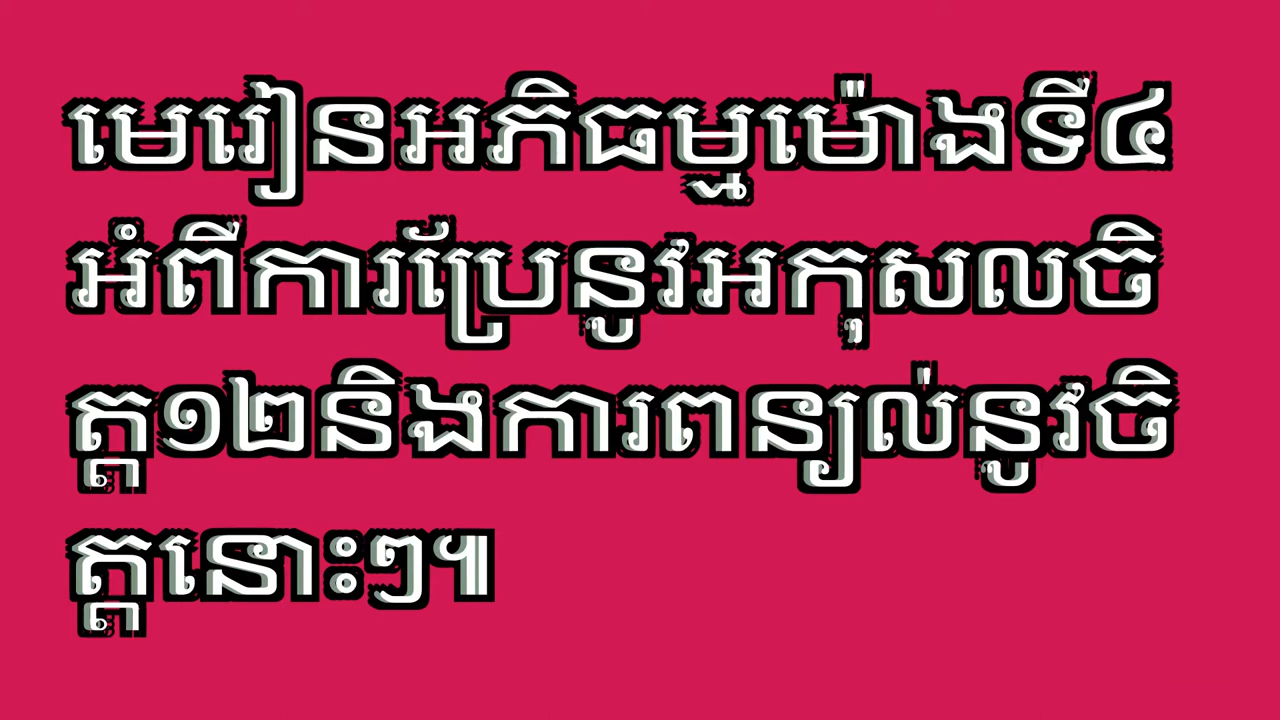 មេរៀនអភិធម្មម៉ោងទី៤
អំពីការប្រែនូវអកុសលចិ
ត្ត១២និងការពន្យល់នូវចិ
ត្តនោះៗ៕